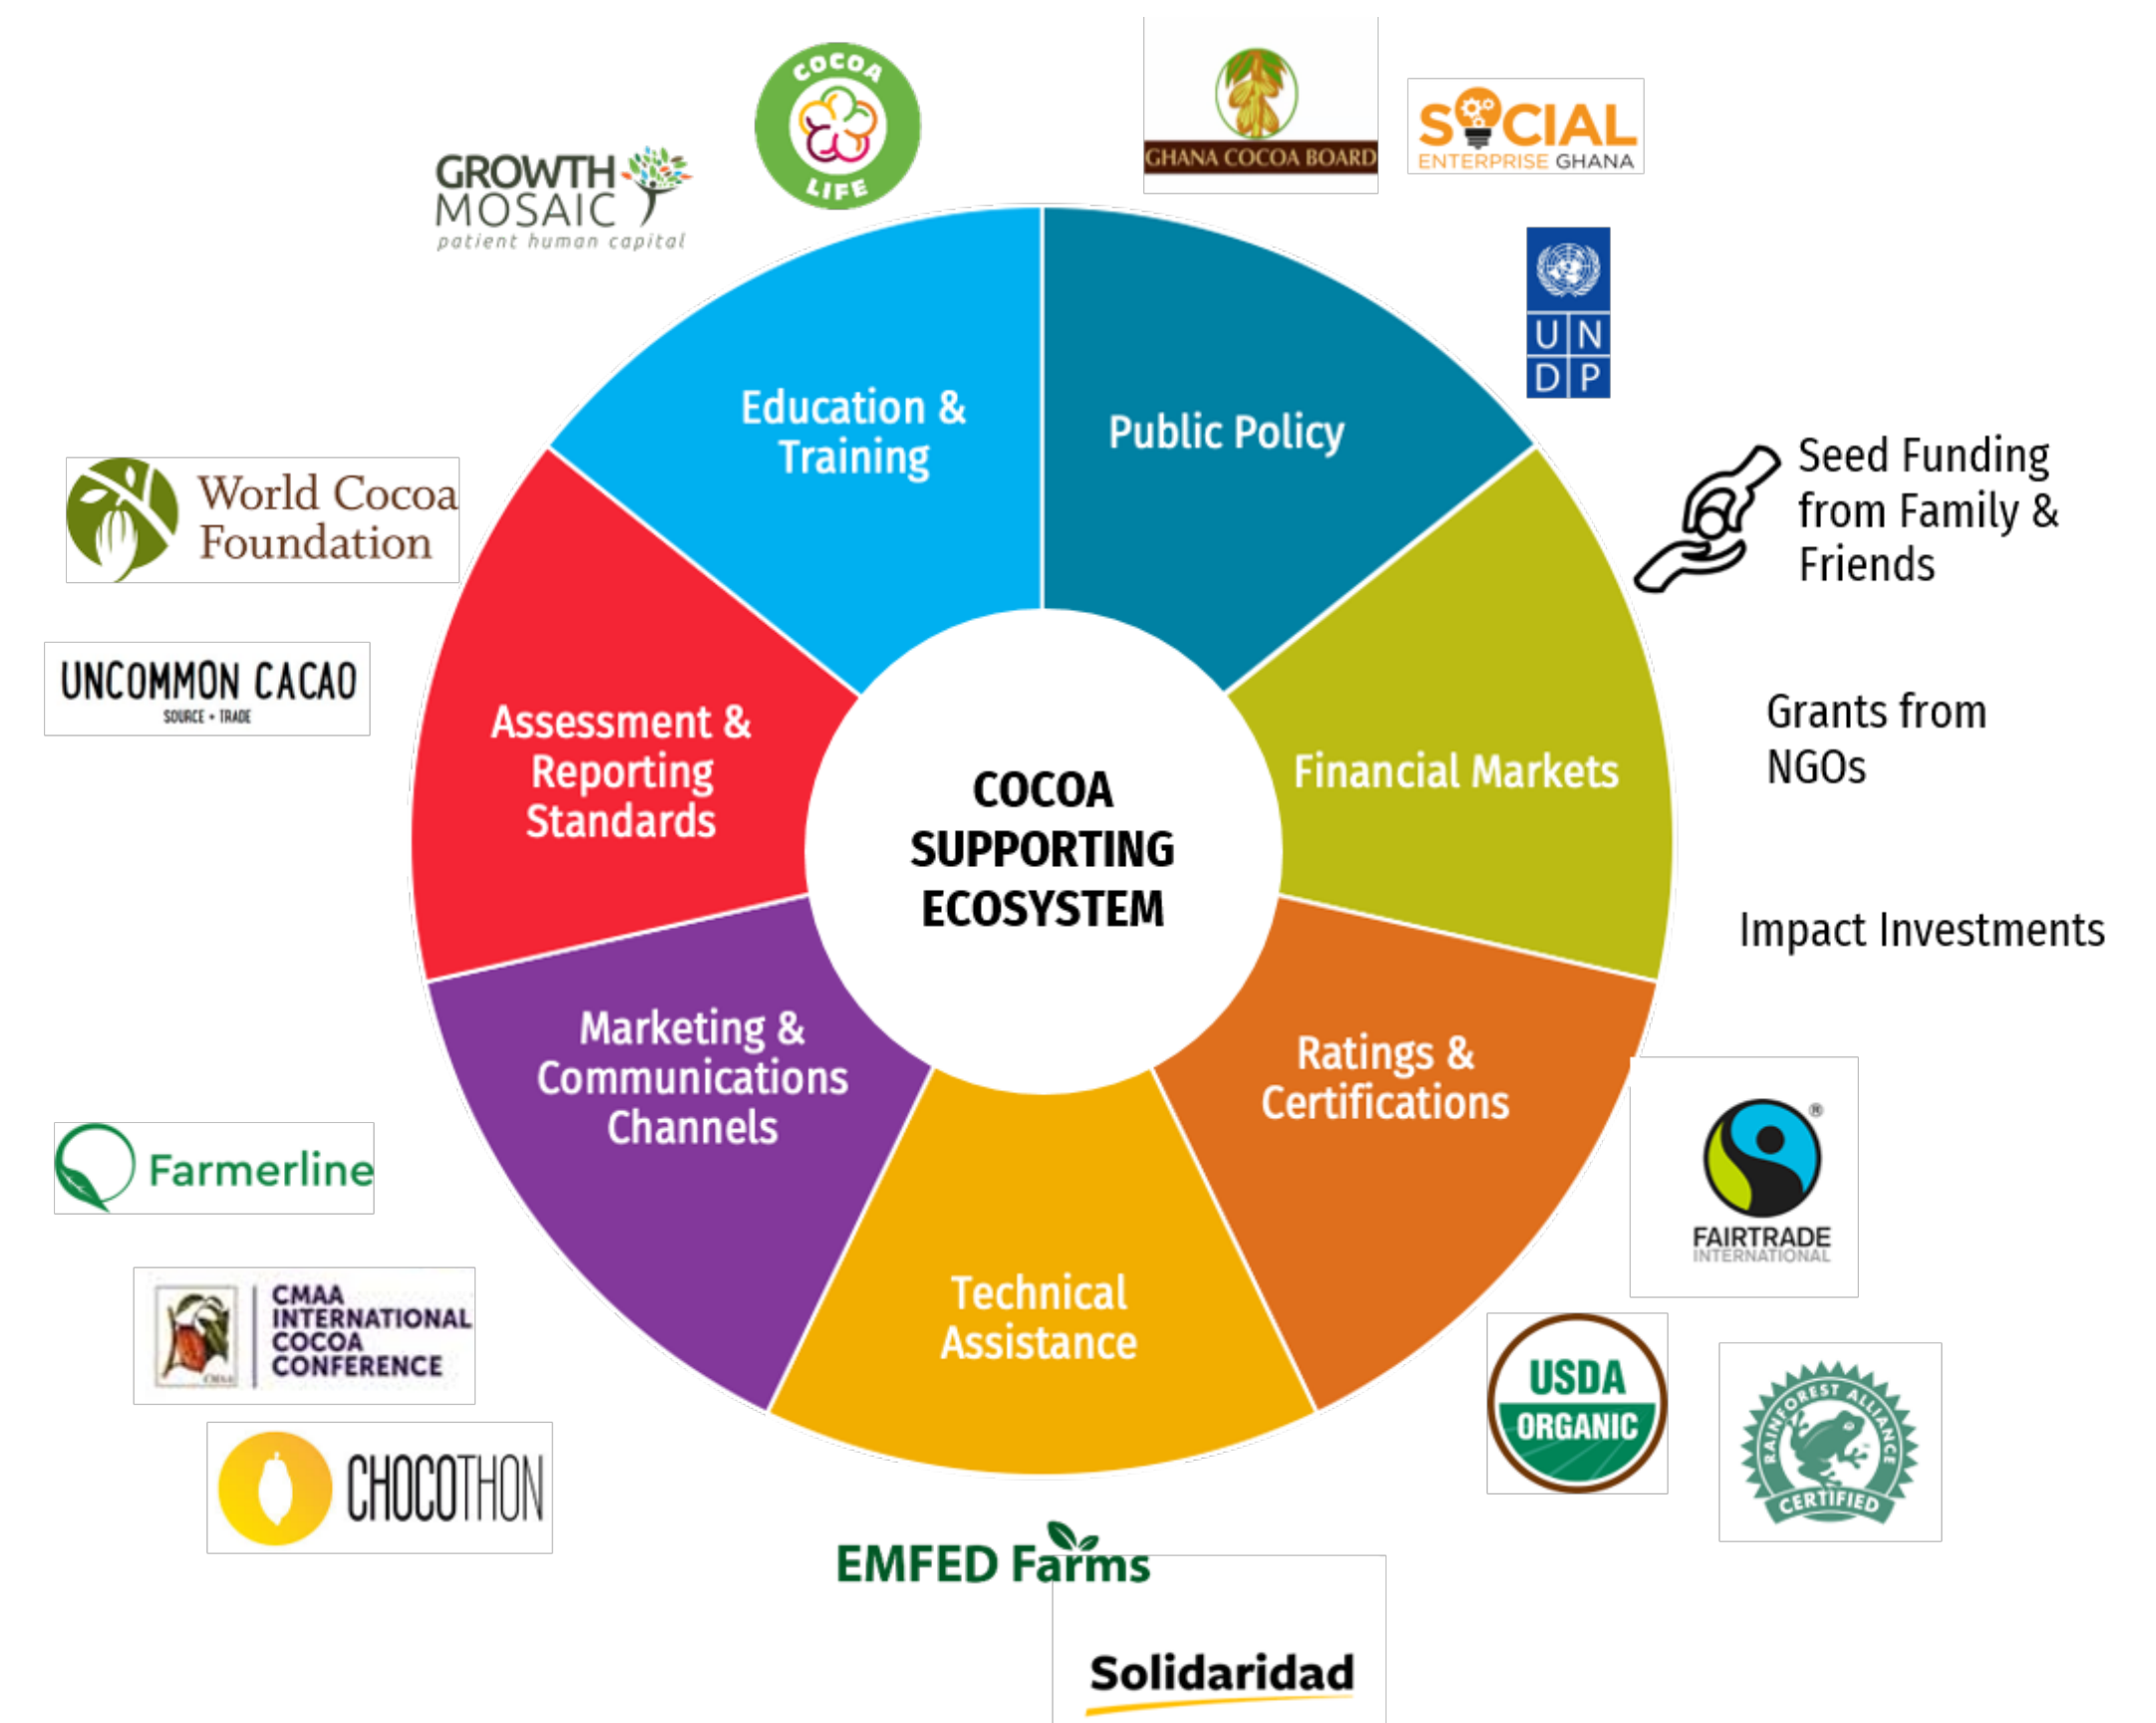 COCOA
LIFE
GROWTH
MOSAIC
patient human capital
GHANA COCOA BOARD
SOCIAL
ENTERPRISE GHANA
U N
D P
Education &
Training
Public Policy
Seed Funding
from Family &
Friends
World Cocoa
Foundation
UNCOMMON CACAO
SOURCE + TRADE
Assessment &
Reporting
Standards
COCOA
SUPPORTING
ECOSYSTEM
Financial Markets
Grants from
NGOs
Impact Investments
Marketing &
Communications
Channels
Ratings &
Certifications
Technical
Assistance
Farmerline
CMAA
INTERNATIONAL
COCOA
CONFERENCE
CMAA
CHOCOTHON
®
FAIRTRADE
INTERNATIONAL
USDA
ORGANIC
RAINFOREST ALLIANCE
CERTIFIED
EMFED Farms
Solidaridad